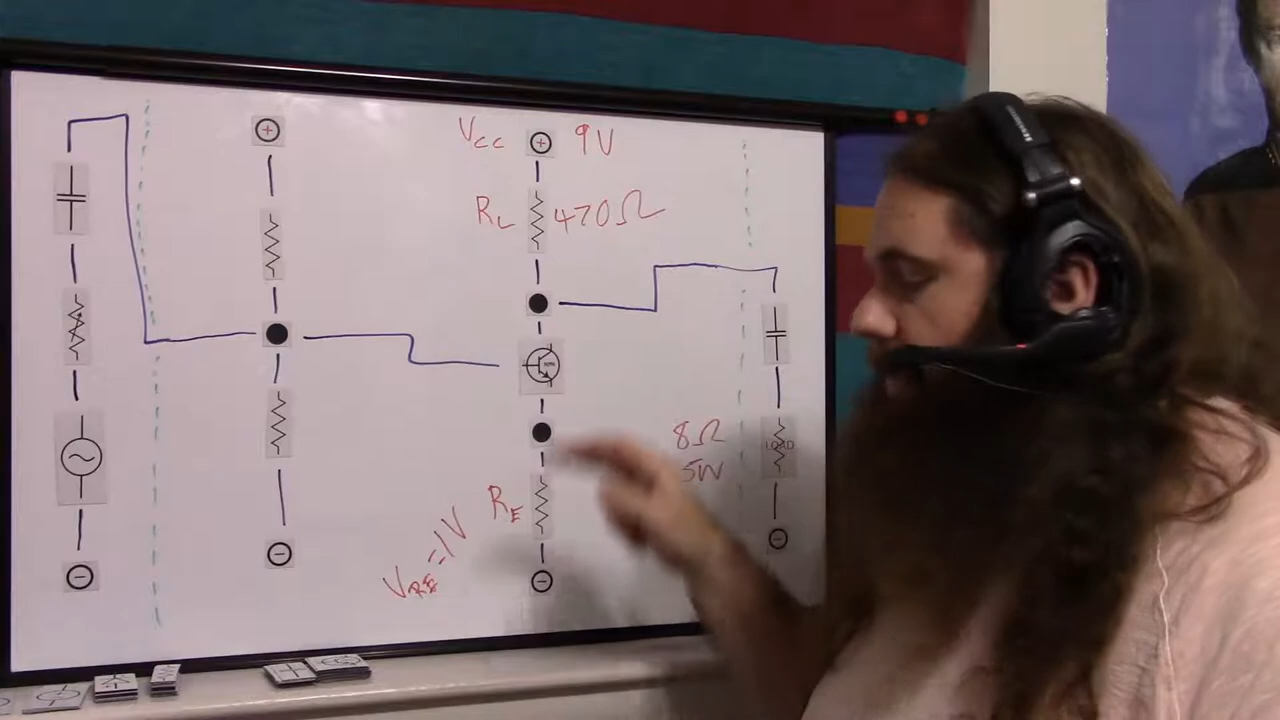 Vcc 9V
RL 470Ω
8Ω
5W
LOAD
RE
VRE=1V